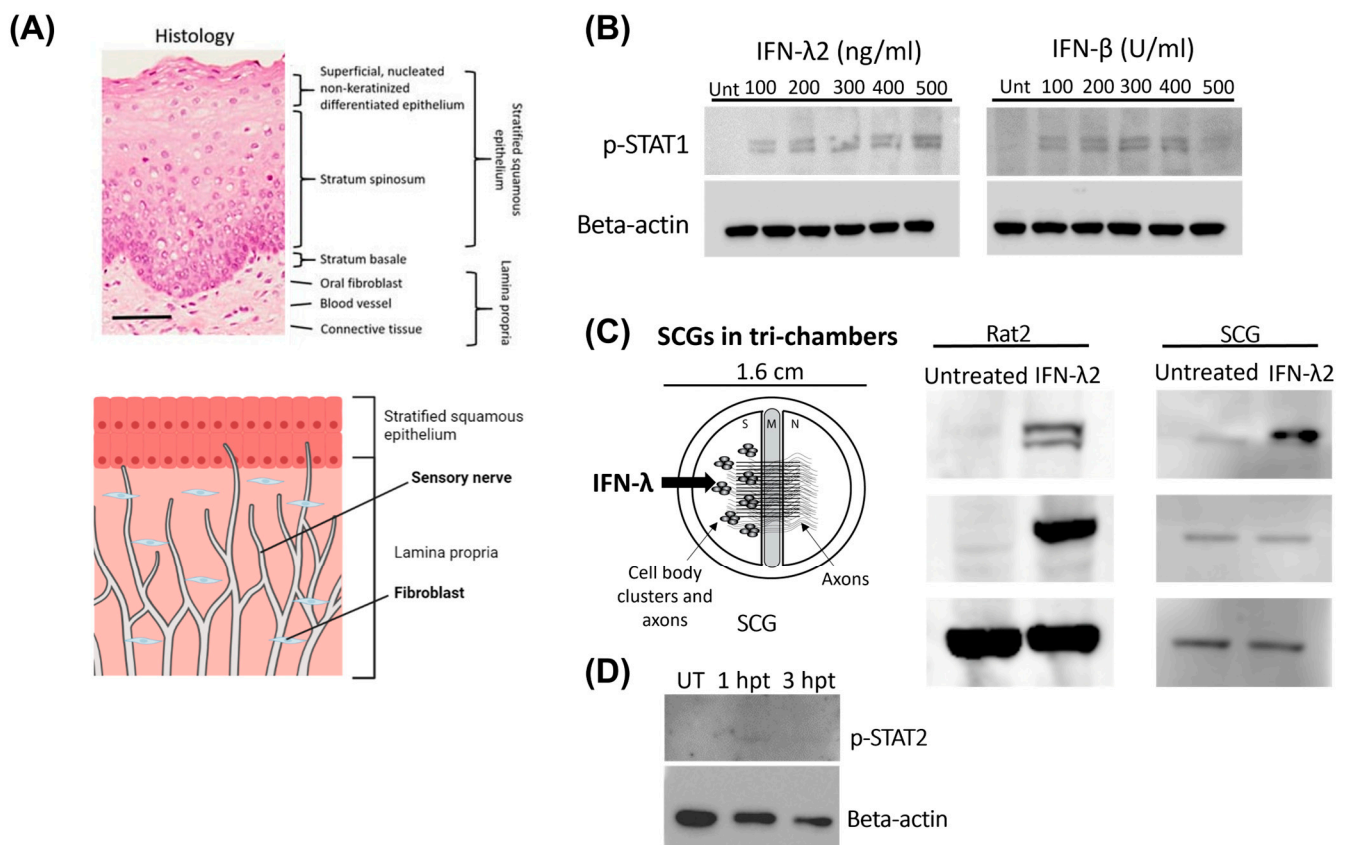 (A)
Histology
Superficial, nucleated
non-keratinized
differentiated epithelium
Stratum spinosum
Stratum basale
Oral fibroblast
Blood vessel
Connective tissue
Stratified squamous
epithelium
Lamina propria
Stratified squamous
epithelium
Sensory nerve
Lamina propria
Fibroblast
(B)
IFN-λ2 (ng/ml)
Unt 100 200 300 400 500
IFN-β (U/ml)
Unt 100 200 300 400 500
p-STAT1
Beta-actin
(C)
SCGs in tri-chambers
1.6 cm
S M N
IFN-λ
Cell body
clusters and
axons
Axons
SCG
Rat2
Untreated IFN-λ2
SCG
Untreated IFN-λ2
(D)
UT 1 hpt 3 hpt
p-STAT2
Beta-actin